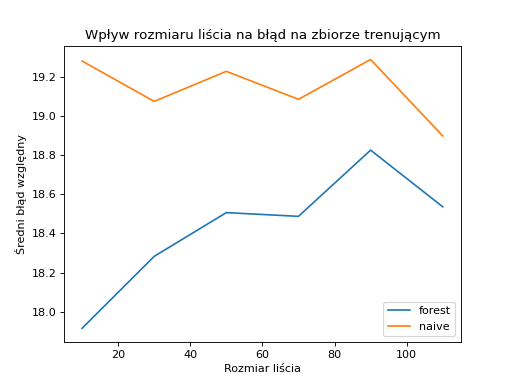 Wpływ rozmiaru liścia na błąd na zbiorze trenującym
Średni błąd względny
19.2
19.0
18.8
18.6
18.4
18.2
18.0
20
40
60
80
100
Rozmiar liścia
forest
naive